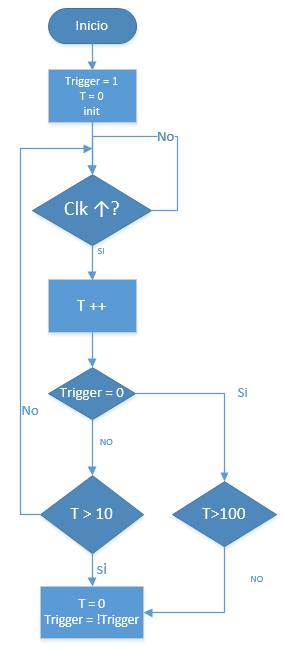 Inicio
Trigger = 1
T = 0
init
No
Clk ↑?
SI
T ++
Trigger = 0
Si
No
NO
T > 10
T>100
si
NO
T = 0
Trigger = !Trigger